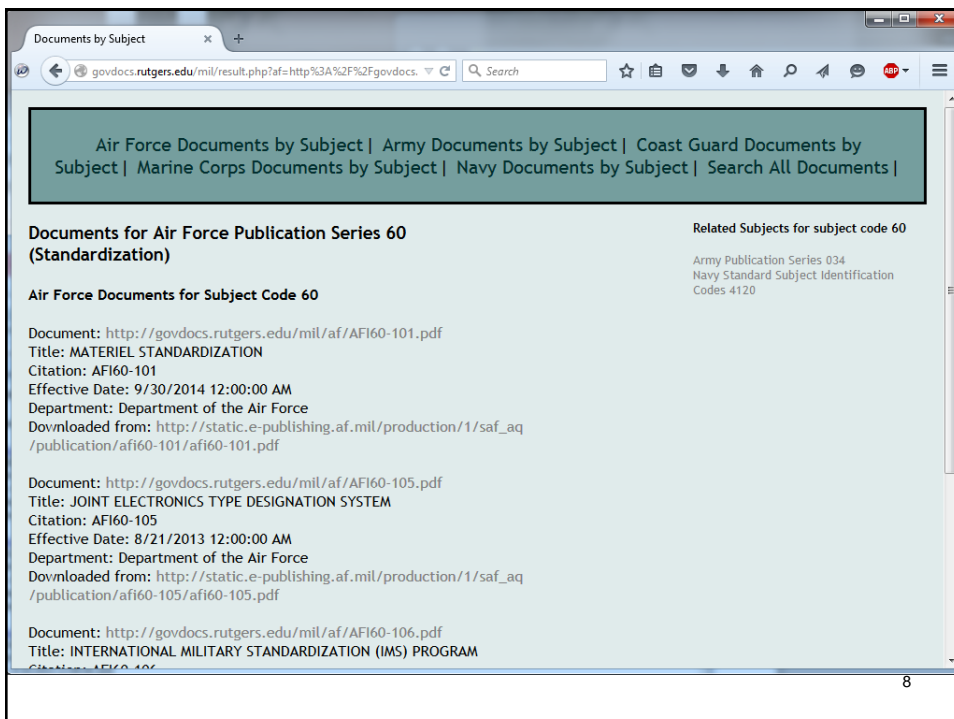 Documents by Subject
govdocs.rutgers.edu/mil/result.php?af=http%3A%2F%2Fgovdocs.
Search
ABP
Air Force Documents by Subject | Army Documents by Subject | Coast Guard Documents by
Subject | Marine Corps Documents by Subject | Navy Documents by Subject | Search All Documents |
Documents for Air Force Publication Series 60
(Standardization)
Air Force Documents for Subject Code 60
Document: http://govdocs.rutgers.edu/mil/af/AFI60-101.pdf
Title: MATERIEL STANDARDIZATION
Citation: AFI60-101
Effective Date: 9/30/2014 12:00:00 AM
Department: Department of the Air Force
Downloaded from: http://static.e-publishing.af.mil/production/1/saf_aq
/publication/afi60-101/afi60-101.pdf
Document: http://govdocs.rutgers.edu/mil/af/AFI60-105.pdf
Title: JOINT ELECTRONICS TYPE DESIGNATION SYSTEM
Citation: AFI60-105
Effective Date: 8/21/2013 12:00:00 AM
Department: Department of the Air Force
Downloaded from: http://static.e-publishing.af.mil/production/1/saf_aq
/publication/afi60-105/afi60-105.pdf
Document: http://govdocs.rutgers.edu/mil/af/AFI60-106.pdf
Title: INTERNATIONAL MILITARY STANDARDIZATION (IMS) PROGRAM
Citation: AFI60-106
Related Subjects for subject code 60
Army Publication Series 034
Navy Standard Subject Identification
Codes 4120
8